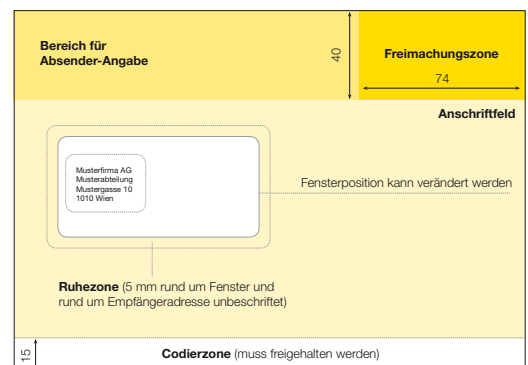 Bereich für
Absender-Angabe
40
Freimachungszone
74
Anschriftfeld
Musterfirma AG
Musterabteilung
Mustergasse 10
1010 Wien
Fensterposition kann verändert werden
Ruhezone (5 mm rund um Fenster und
rund um Empfängeradresse unbeschriftet)
15
Codierzone (muss freigehalten werden)